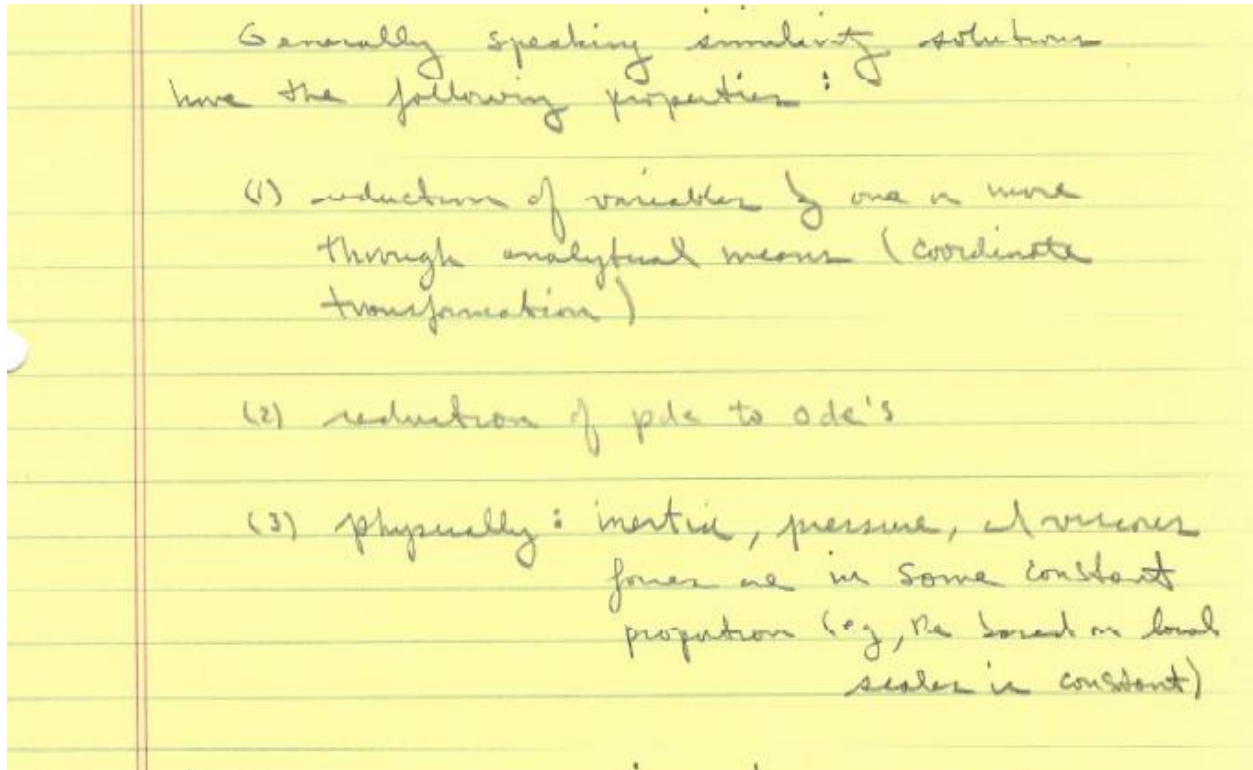 Generally speaking similarity solutions
have the following properties:
(1) reduction of variables by one or more
through analytical means (coordinate
transformation)
(2) reduction of pde to ode's
(3) physically: inertia, pressure, and viscous
forces are in some constant
proportion (eg, Re based on local
scales is constant)